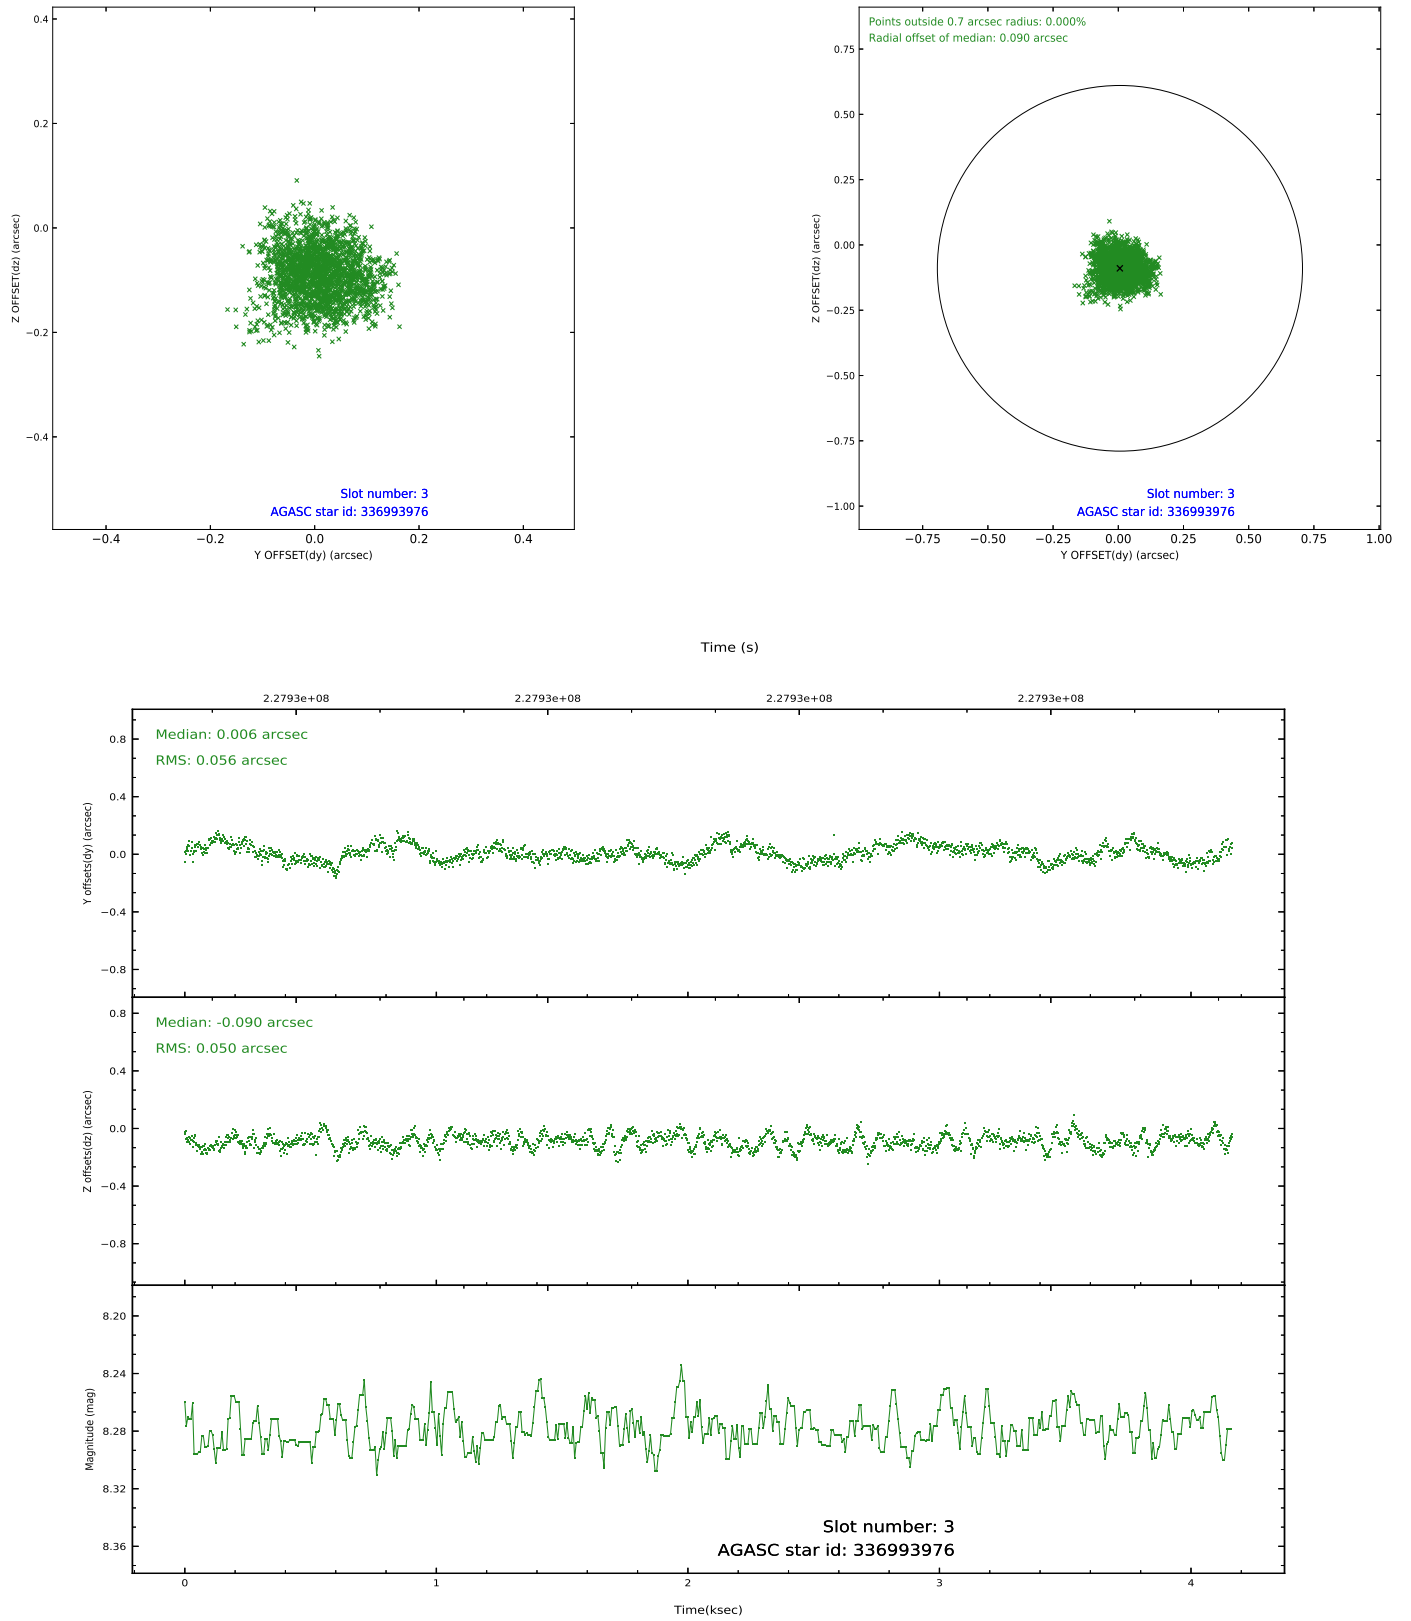 0.4
0.2
0.0
−0.2
−0.4
Z OFFSET(dz) (arcsec)
Slot number: 3
AGASC star id: 336993976
−0.4 −0.2 0.0 0.2 0.4
Y OFFSET(dy) (arcsec)
Points outside 0.7 arcsec radius: 0.000%
Radial offset of median: 0.090 arcsec
0.75
0.50
0.25
0.00
−0.25
−0.50
−0.75
−1.00
Z OFFSET(dz) (arcsec)
Slot number: 3
AGASC star id: 336993976
−0.75 −0.50 −0.25 0.00 0.25 0.50 0.75 1.00
Y OFFSET(dy) (arcsec)
Time (s)
2.2793e+08 2.2793e+08 2.2793e+08 2.2793e+08
Median: 0.006 arcsec
RMS: 0.056 arcsec
0.8
0.4
0.0
−0.4
−0.8
Y offsets(dy) (arcsec)
Median: -0.090 arcsec
RMS: 0.050 arcsec
0.8
0.4
0.0
−0.4
−0.8
Z offsets(dz) (arcsec)
8.20
8.24
8.28
8.32
8.36
Magnitude (mag)
Slot number: 3
AGASC star id: 336993976
0 1 2 3 4
Time(ksec)